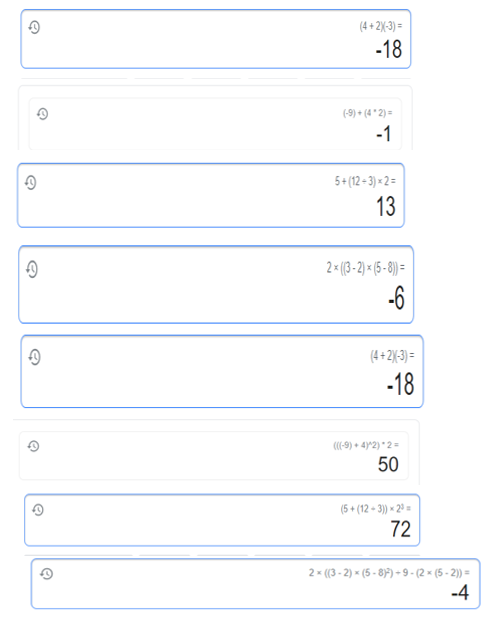 (4 + 2)(-3) =
-18
(-9) + (4 * 2) =
-1
5 + (12 ÷ 3) × 2 =
13
2 × ((3 - 2) × (5 - 8)) =
-6
(4 + 2)(-3) =
-18
(((-9) + 4)^2) * 2 =
50
(5 + (12 ÷ 3)) × 2³ =
72
2 × ((3 - 2) × (5 - 8)²) ÷ 9 - (2 × (5 - 2)) =
-4